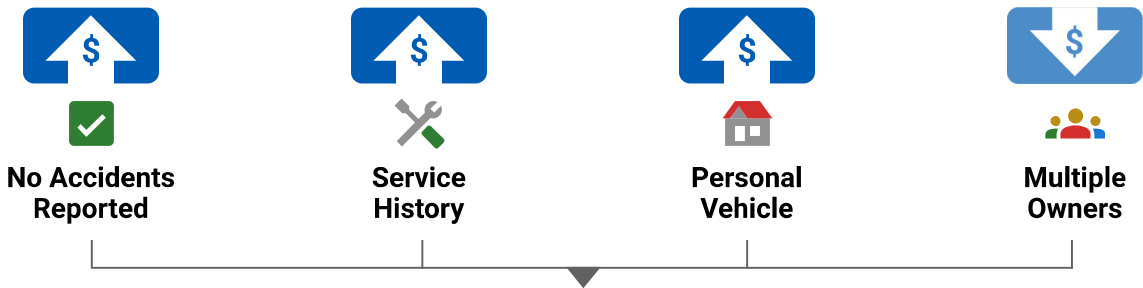 $ $ $ $
No Accidents Service Personal Multiple
Reported History Vehicle Owners